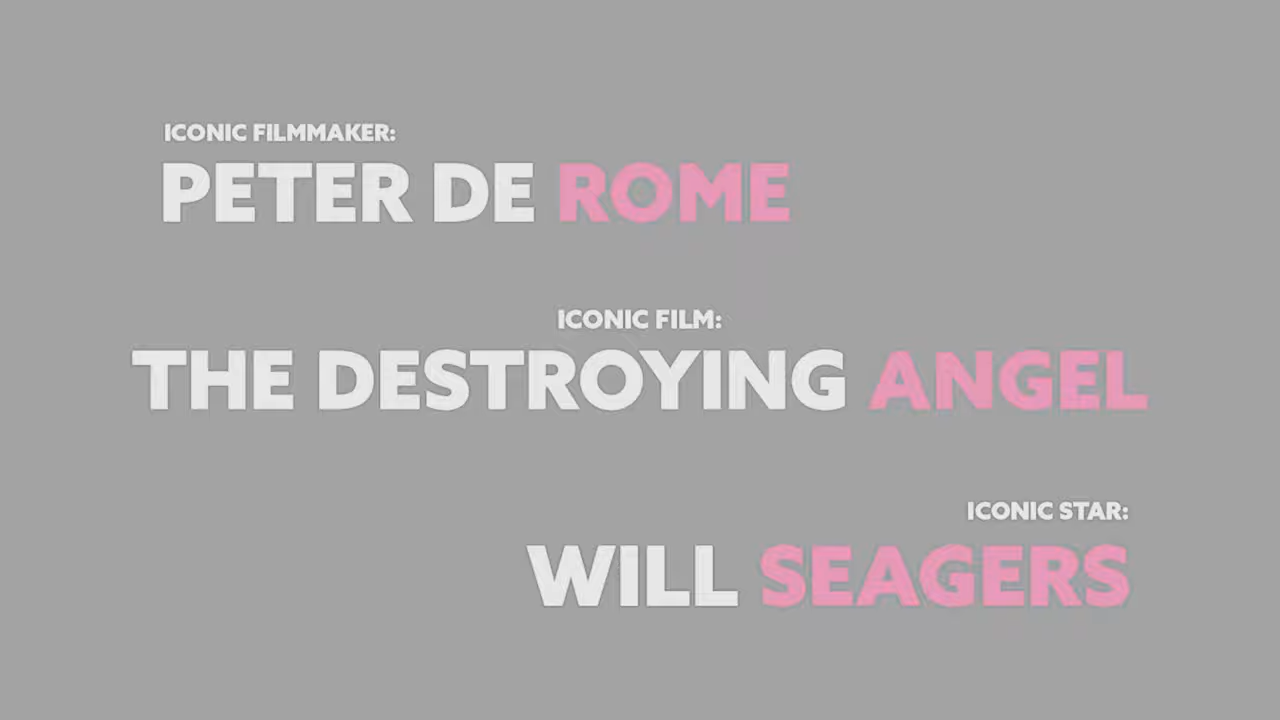 ICONIC FILMMAKER:
PETER DE ROME
ICONIC FILM:
THE DESTROYING ANGEL
ICONIC STAR:
WILL SEAGERS